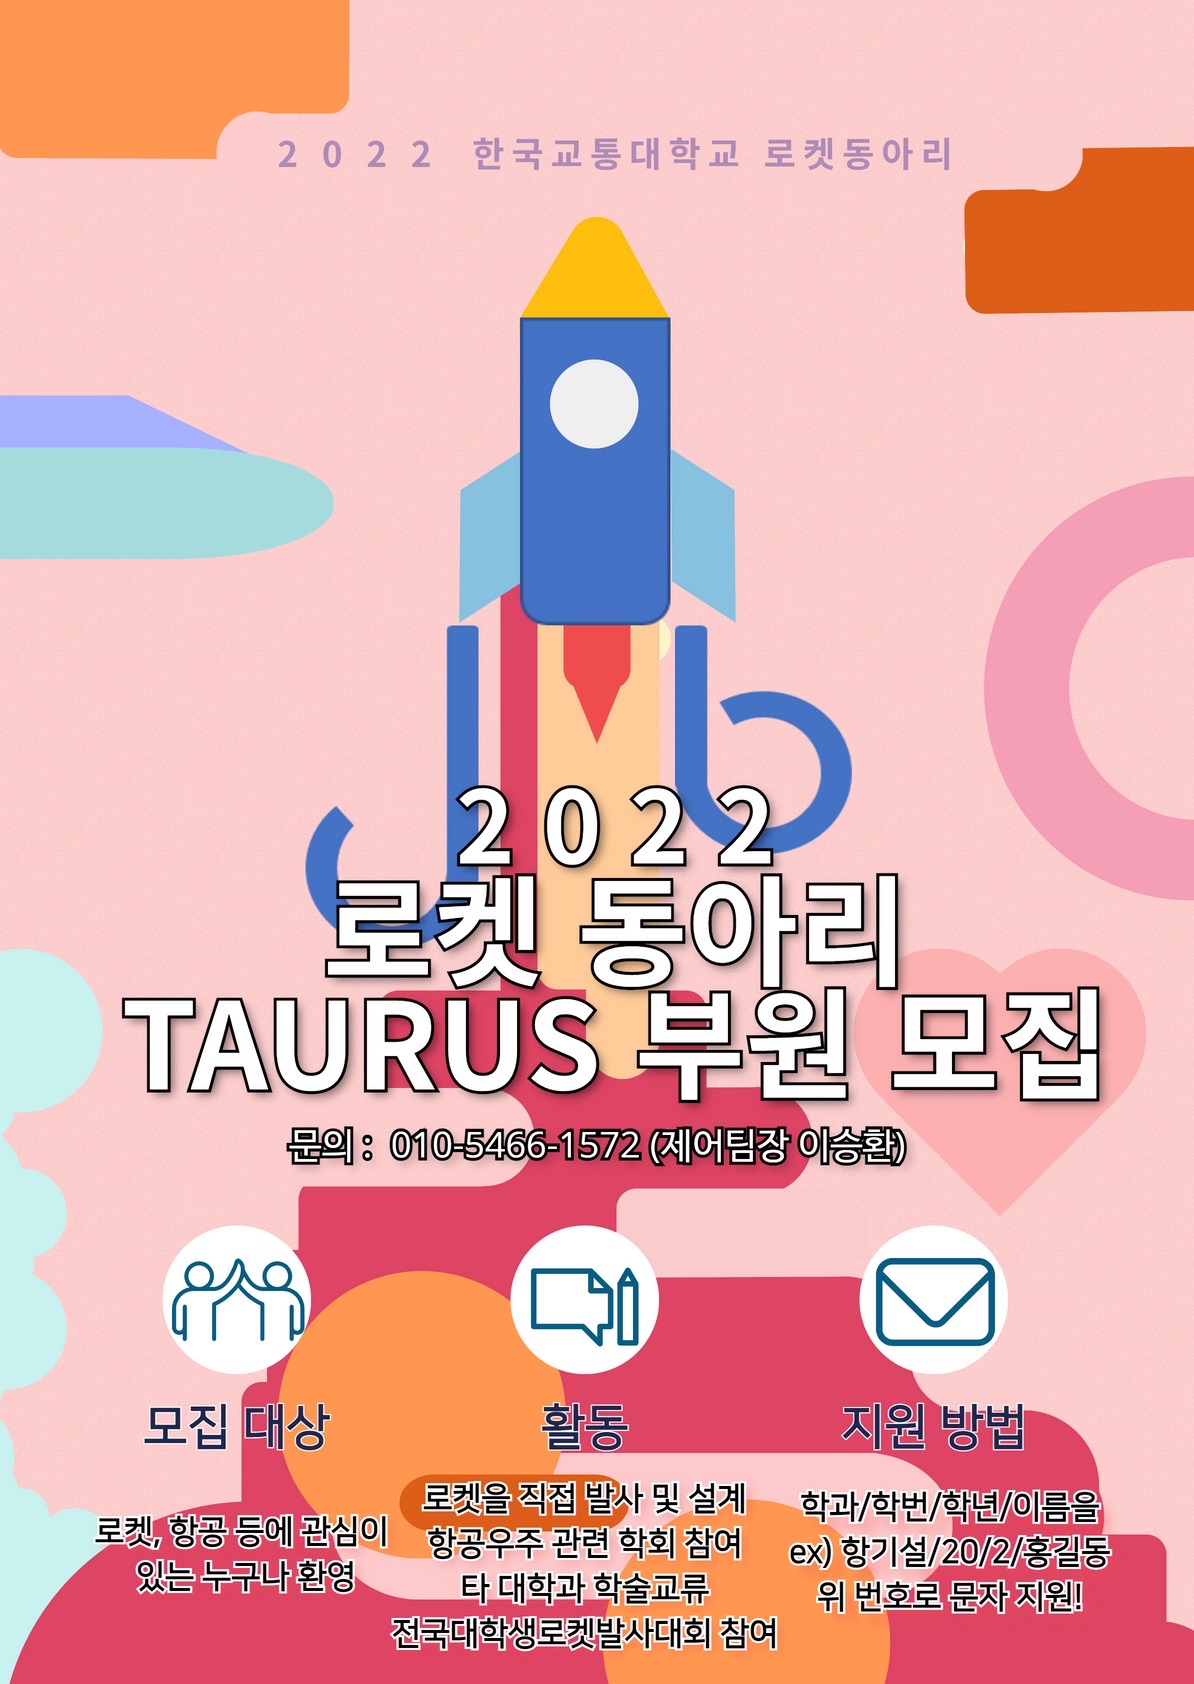 2022 한국교통대학교 로켓동아리
2022
로켓 동아리
TAURUS 부원 모집
문의 : 010-5466-1572 (제어팀장 이승환)
모집 대상
로켓, 항공 등에 관심이
있는 누구나 환영
활동
로켓을 직접 발사 및 설계
항공우주 관련 학회 참여
타 대학과 학술교류
전국대학생로켓발사대회 참여
지원 방법
학과/학번/학년/이름을
ex) 항기설/20/2/홍길동
위 번호로 문자 지원!